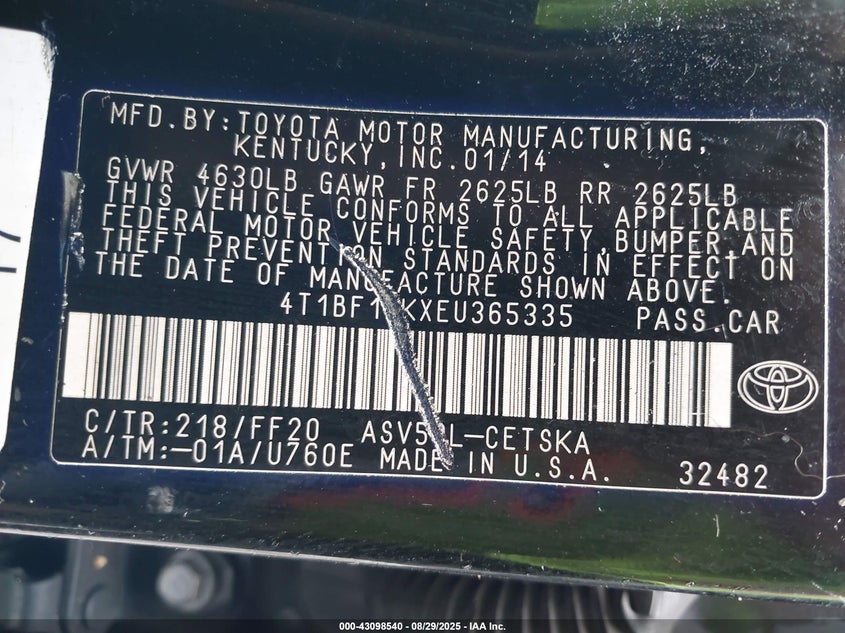 MFD.BY:TOYOTA MOTOR MANUFACTURING,
KENTUCKY,INC.01/14
GVWR 4630LB GAWR FR 2625LB RR 2625LB
THIS VEHICLE CONFORMS TO ALL APPLICABLE
FEDERAL MOTOR VEHICLE SAFETY,BUMPER,AND
THEFT PREVENTION STANDARDS IN EFFECT ON
THE DATE OF MANUFACTURE SHOWN ABOVE.
PASS.CAR
C/TR:218/FF20
A/TM:-01A/U760E MADE IN U.S.A. 32482
000-43098540 - 08/29/2025 - IAA Inc.